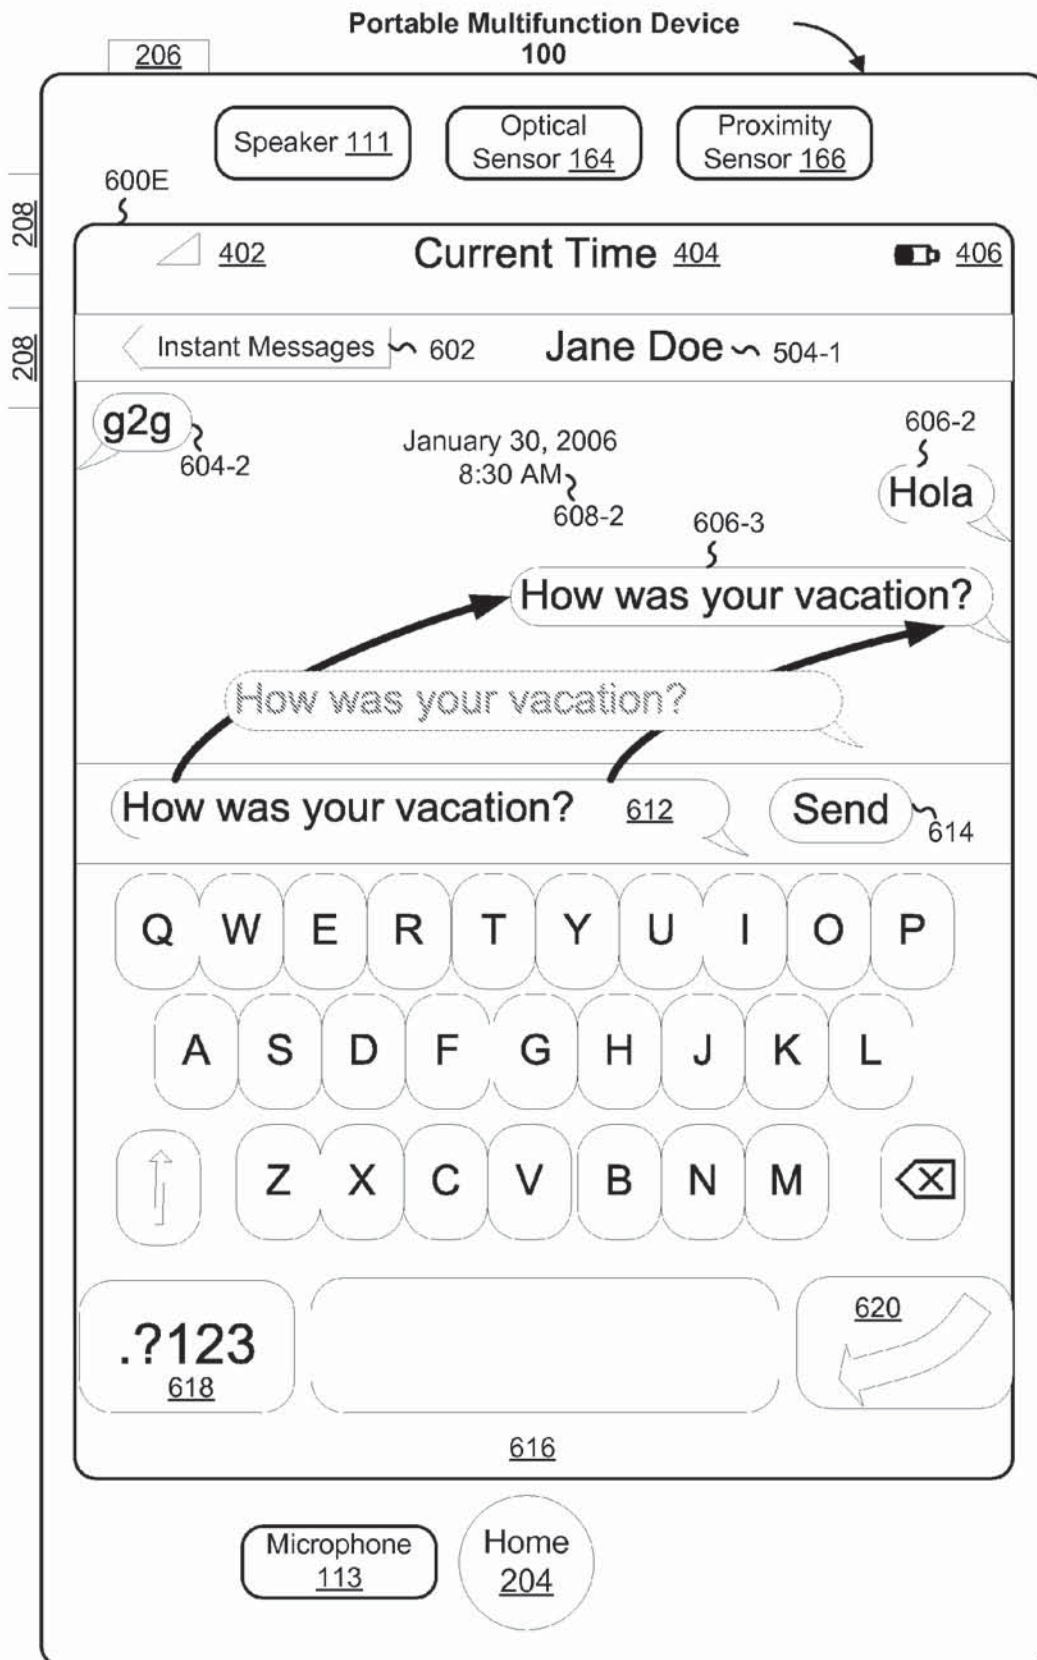 Portable Multifunction Device
100
206
Speaker 111
Optical
Sensor 164
Proximity
Sensor 166
600E
208
208
402
Current Time 404
406
Instant Messages
602
Jane Doe
504-1
g2g
604-2
January 30, 2006
8:30 AM
608-2
606-2
Hola
606-3
How was your vacation?
How was your vacation?
How was your vacation?
612
Send
614
Q W E R T Y U I O P
A S D F G H J K L
Z X C V B N M
.?123
618
620
616
Microphone
113
Home
204